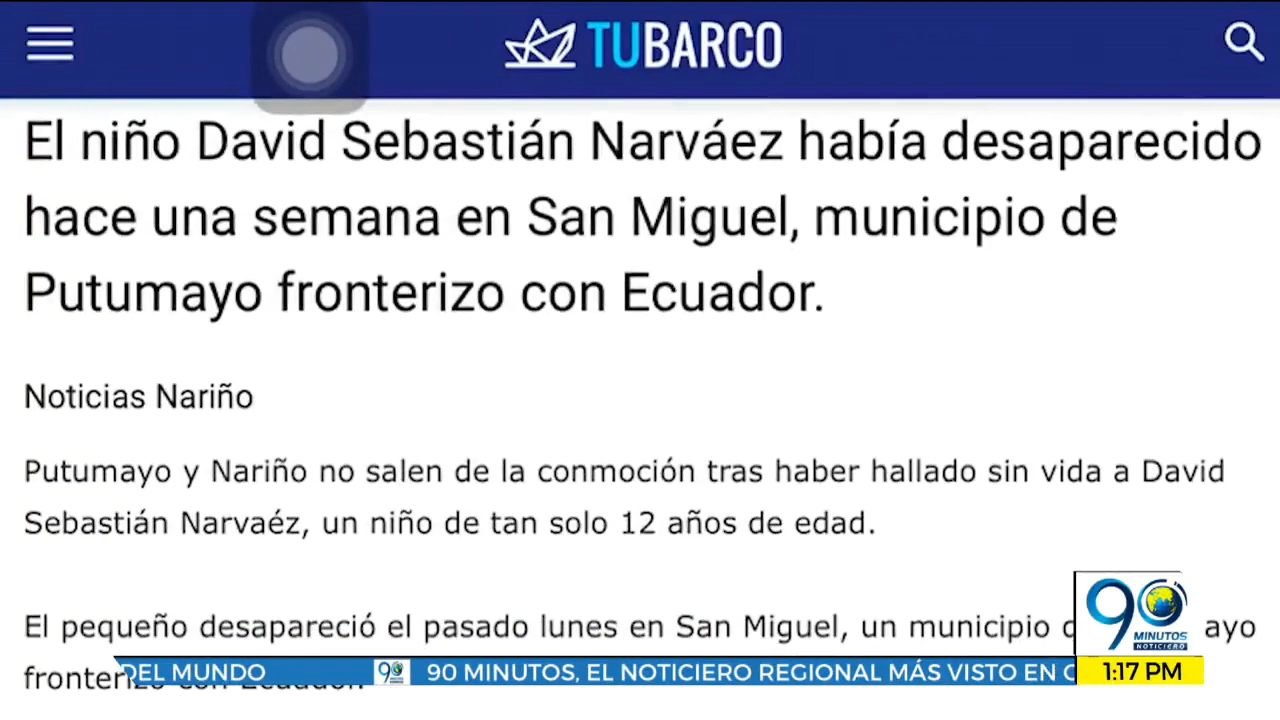 TUBARCO
El niño David Sebastián Narváez había desaparecido
hace una semana en San Miguel, municipio de
Putumayo fronterizo con Ecuador.
Noticias Nariño
Putumayo y Nariño no salen de la conmoción tras haber hallado sin vida a David
Sebastián Narvaéz, un niño de tan solo 12 años de edad.
El pequeño desapareció el pasado lunes en San Miguel, un municipio
ayo
90
MINUTOS
NOTICIERO
DEL MUNDO
90 MINUTOS, EL NOTICIERO REGIONAL MÁS VISTO EN
1:17 PM